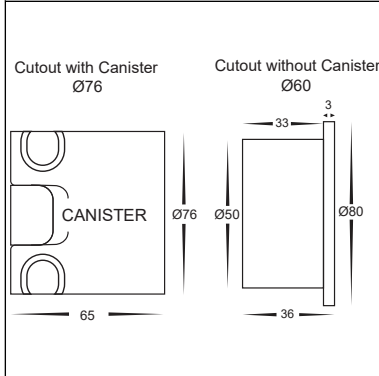 Cutout with Canister
Ø76
Cutout without Canister
Ø60
3
33
CANISTER
Ø76
Ø50
Ø80
65
36